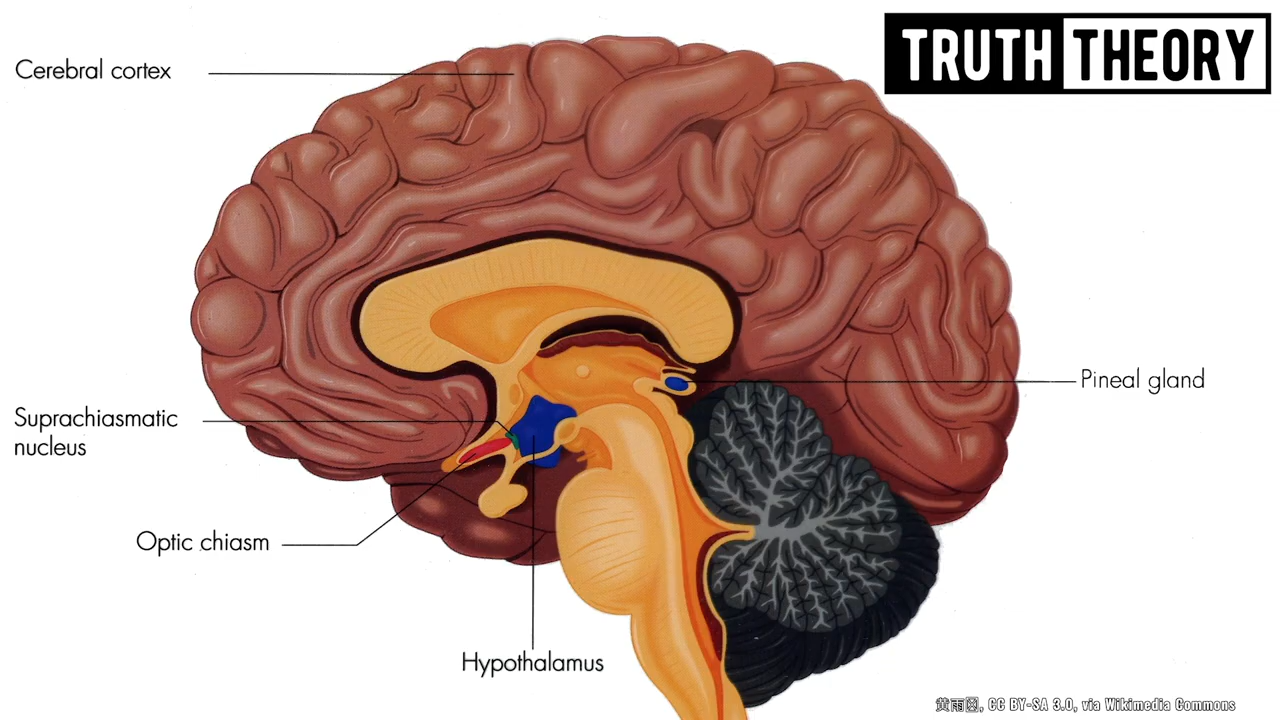 TRUTH THEORY
Cerebral cortex
Pineal gland
Suprachiasmatic
nucleus
Optic chiasm
Hypothalamus
黄雨伞, CC BY-SA 3.0, via Wikimedia Commons